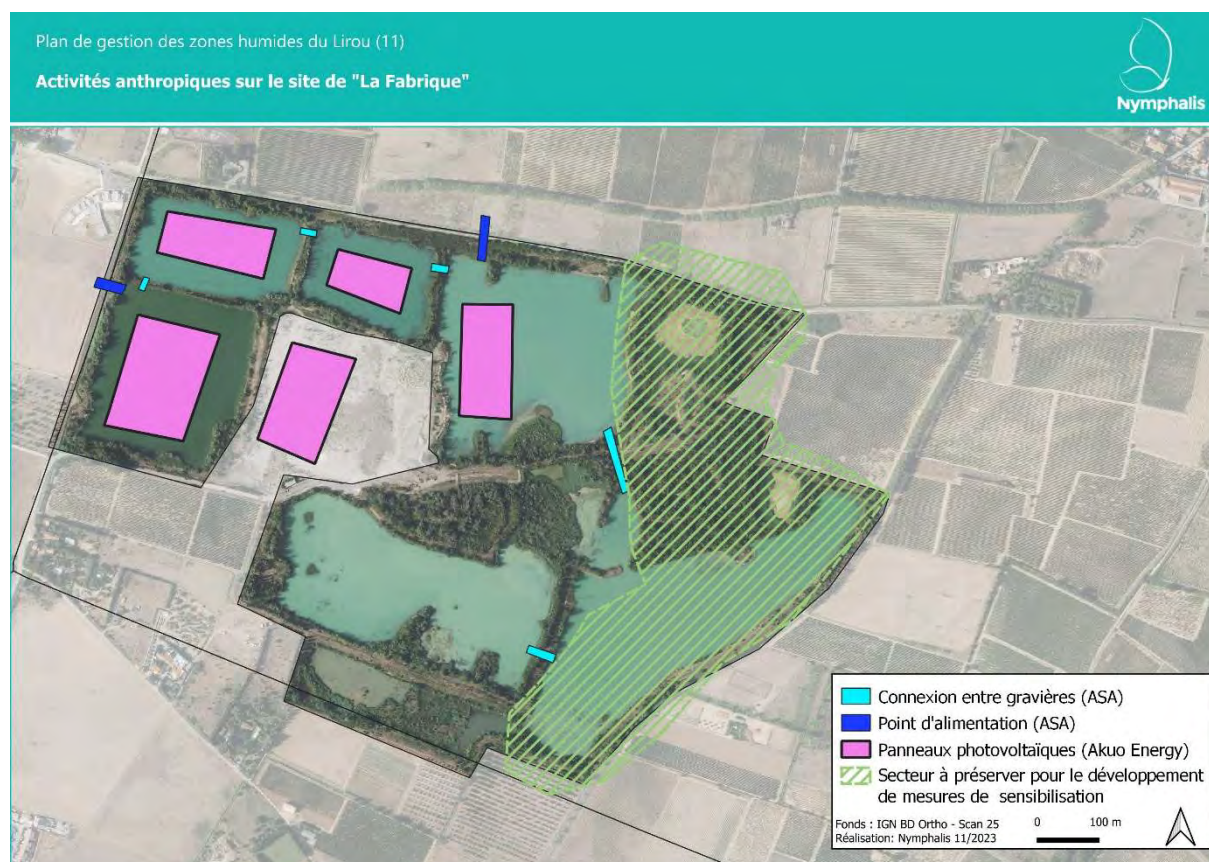 Plan de gestion des zones humides du Lirou (11)
Activités anthropiques sur le site de "La Fabrique"
Nymphalis
Connexion entre gravières (ASA)
Point d'alimentation (ASA)
Panneaux photovoltaïques (Akuo Energy)
Secteur à préserver pour le développement
de mesures de sensibilisation
Fonds : IGN BD Ortho - Scan 25
Réalisation: Nymphalis 11/2023
0 100 m